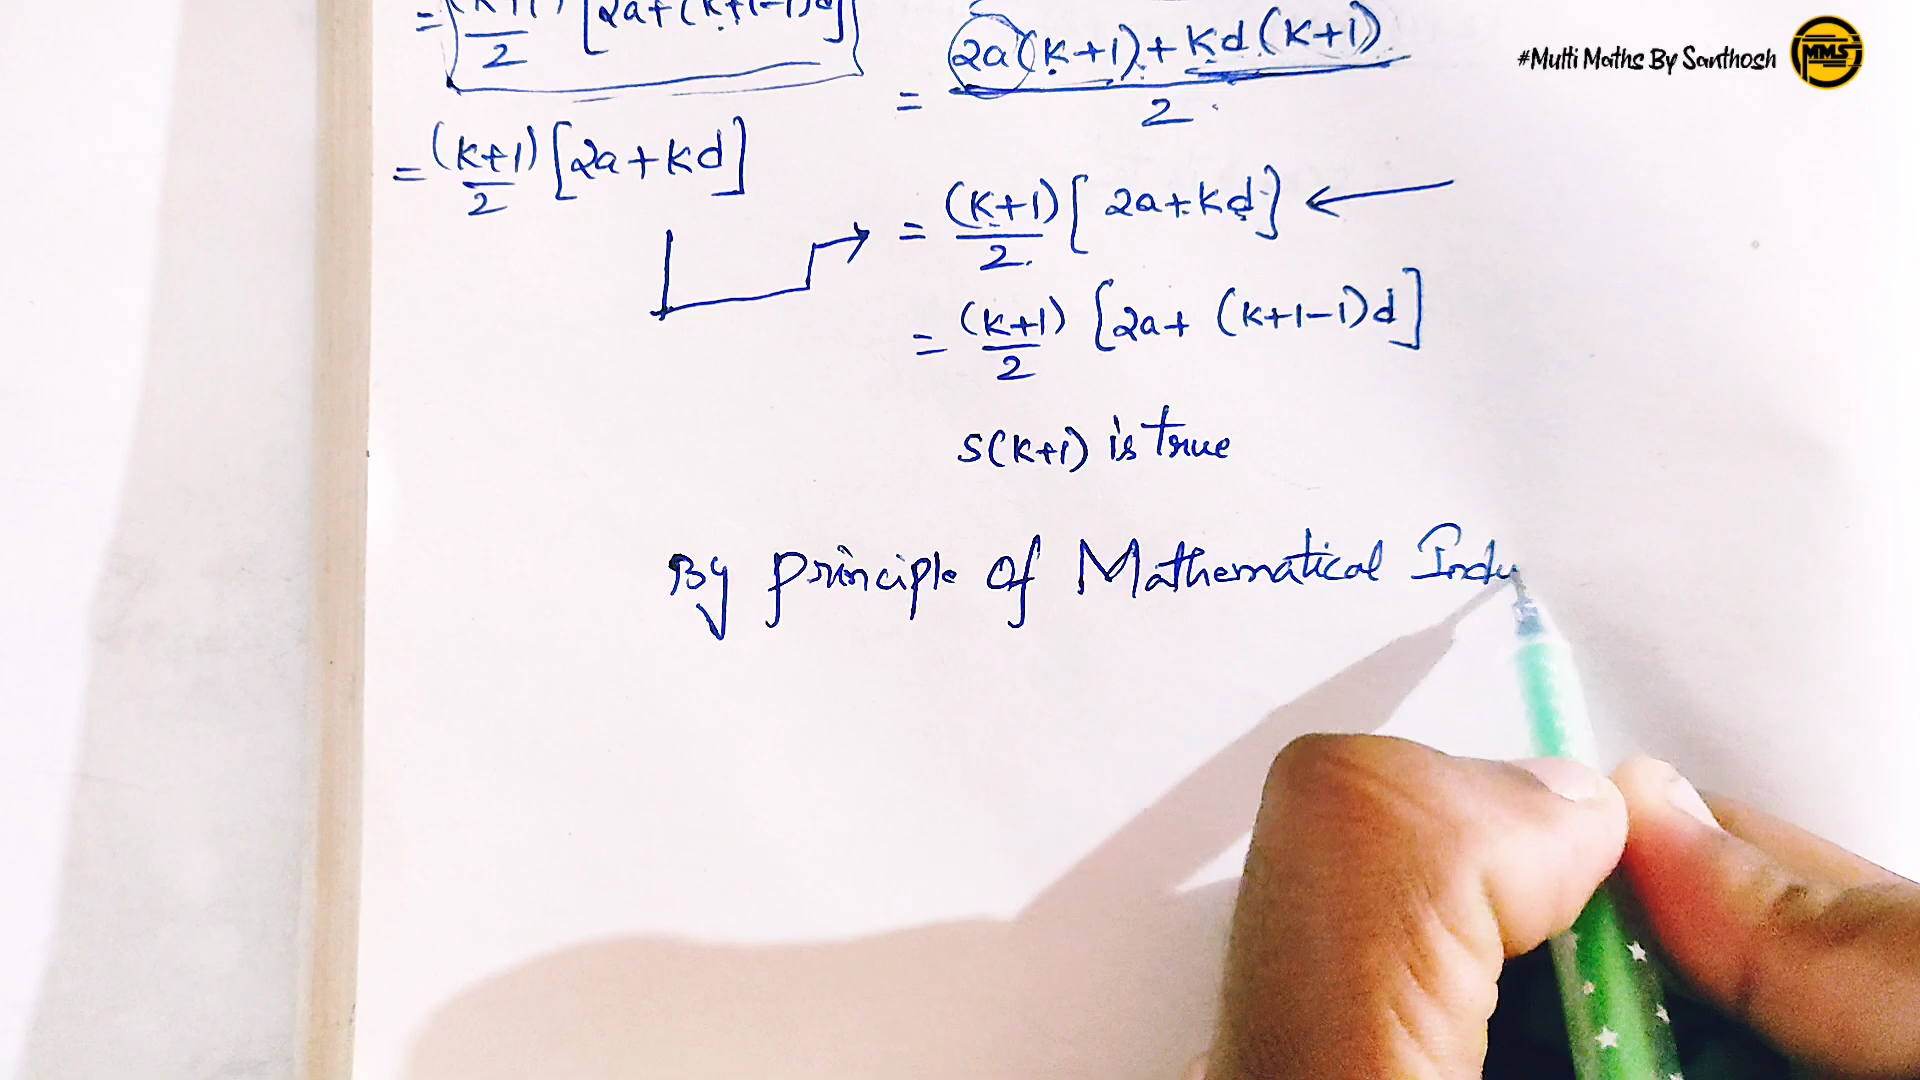 = (k+1)/2 [2a+(k+1-1)d]
= (k+1)/2 [2a+kd]
= 2a(k+1)+kd(k+1) / 2
= (k+1)/2 [2a+kd]
= (k+1)/2 [2a+(k+1-1)d]
S(k+1) is true
By principle of Mathematical Indu
#Multi Maths By Santhosh
MMS